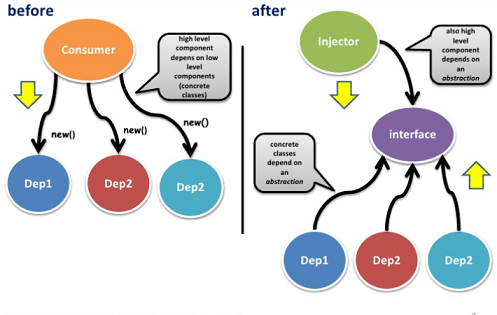 before
Consumer
high level
component
depens on low
level
components
(concrete
classes)
new()
new()
new()
Dep1
Dep2
Dep2
after
Injector
also high
level
component
depends on
an
abstraction
interface
concrete
classes
depend on
an
abstraction
Dep1
Dep2
Dep2